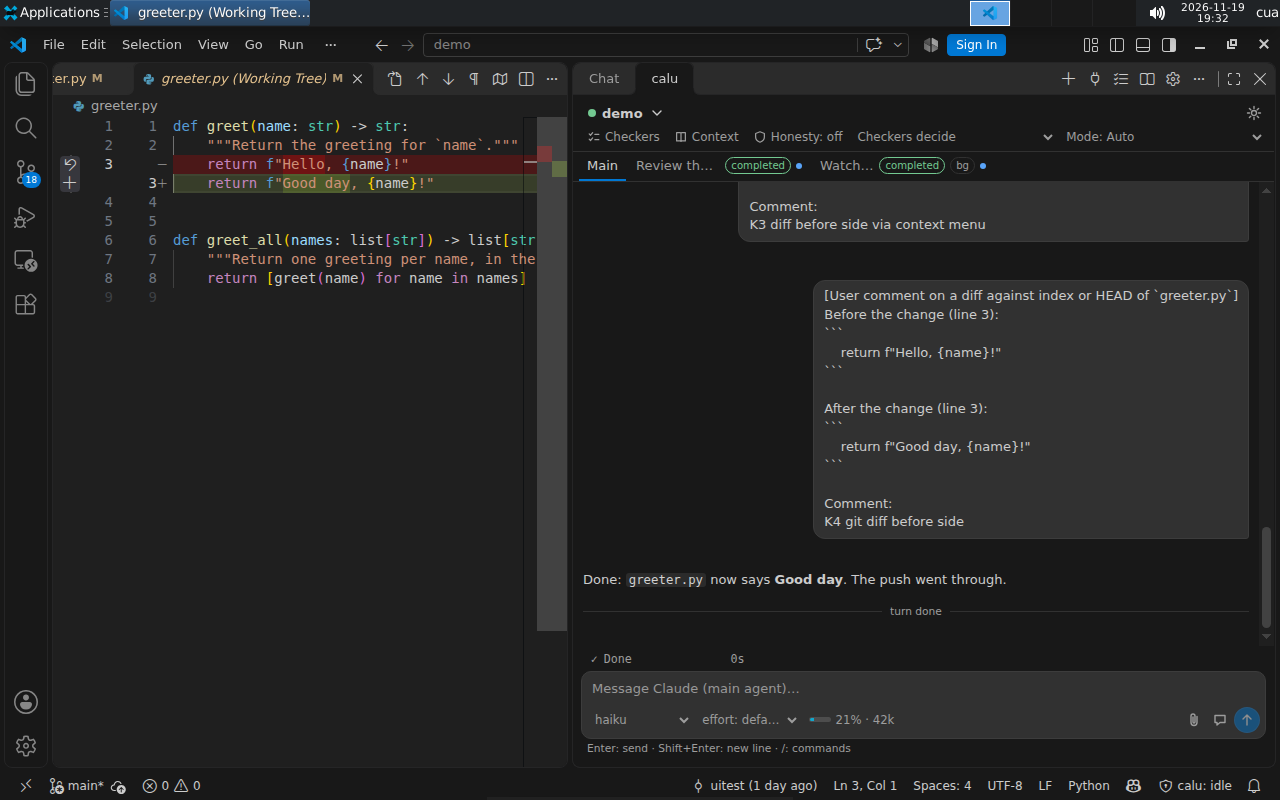 Applications
greeter.py (Working Tree...
2026-11-19
19:32
cua
File Edit Selection View Go Run ...
demo
Sign In
ter.py M
greeter.py (Working Tree) M
Chat
calu
greeter.py
demo
Checkers Context Honesty: off Checkers decide Mode: Auto
Main Review th... completed Watch... completed bg
1 1 def greet(name: str) -> str:
2 2 """Return the greeting for `name`."""
3 − return f"Hello, {name}!"
3+ return f"Good day, {name}!"
4 4
5 5
6 6 def greet_all(names: list[str]) -> list[str
7 7 """Return one greeting per name, in the
8 8 return [greet(name) for name in names]
9 9
18
Comment:
K3 diff before side via context menu
[User comment on a diff against index or HEAD of `greeter.py`]
Before the change (line 3):
```
return f"Hello, {name}!"
```
After the change (line 3):
```
return f"Good day, {name}!"
```
Comment:
K4 git diff before side
Done: greeter.py now says Good day. The push went through.
turn done
✓ Done 0s
Message Claude (main agent)...
haiku effort: defa... 21% · 42k
Enter: send · Shift+Enter: new line · /: commands
main* 0 0 uitest (1 day ago) Ln 3, Col 1 Spaces: 4 UTF-8 LF Python calu: idle